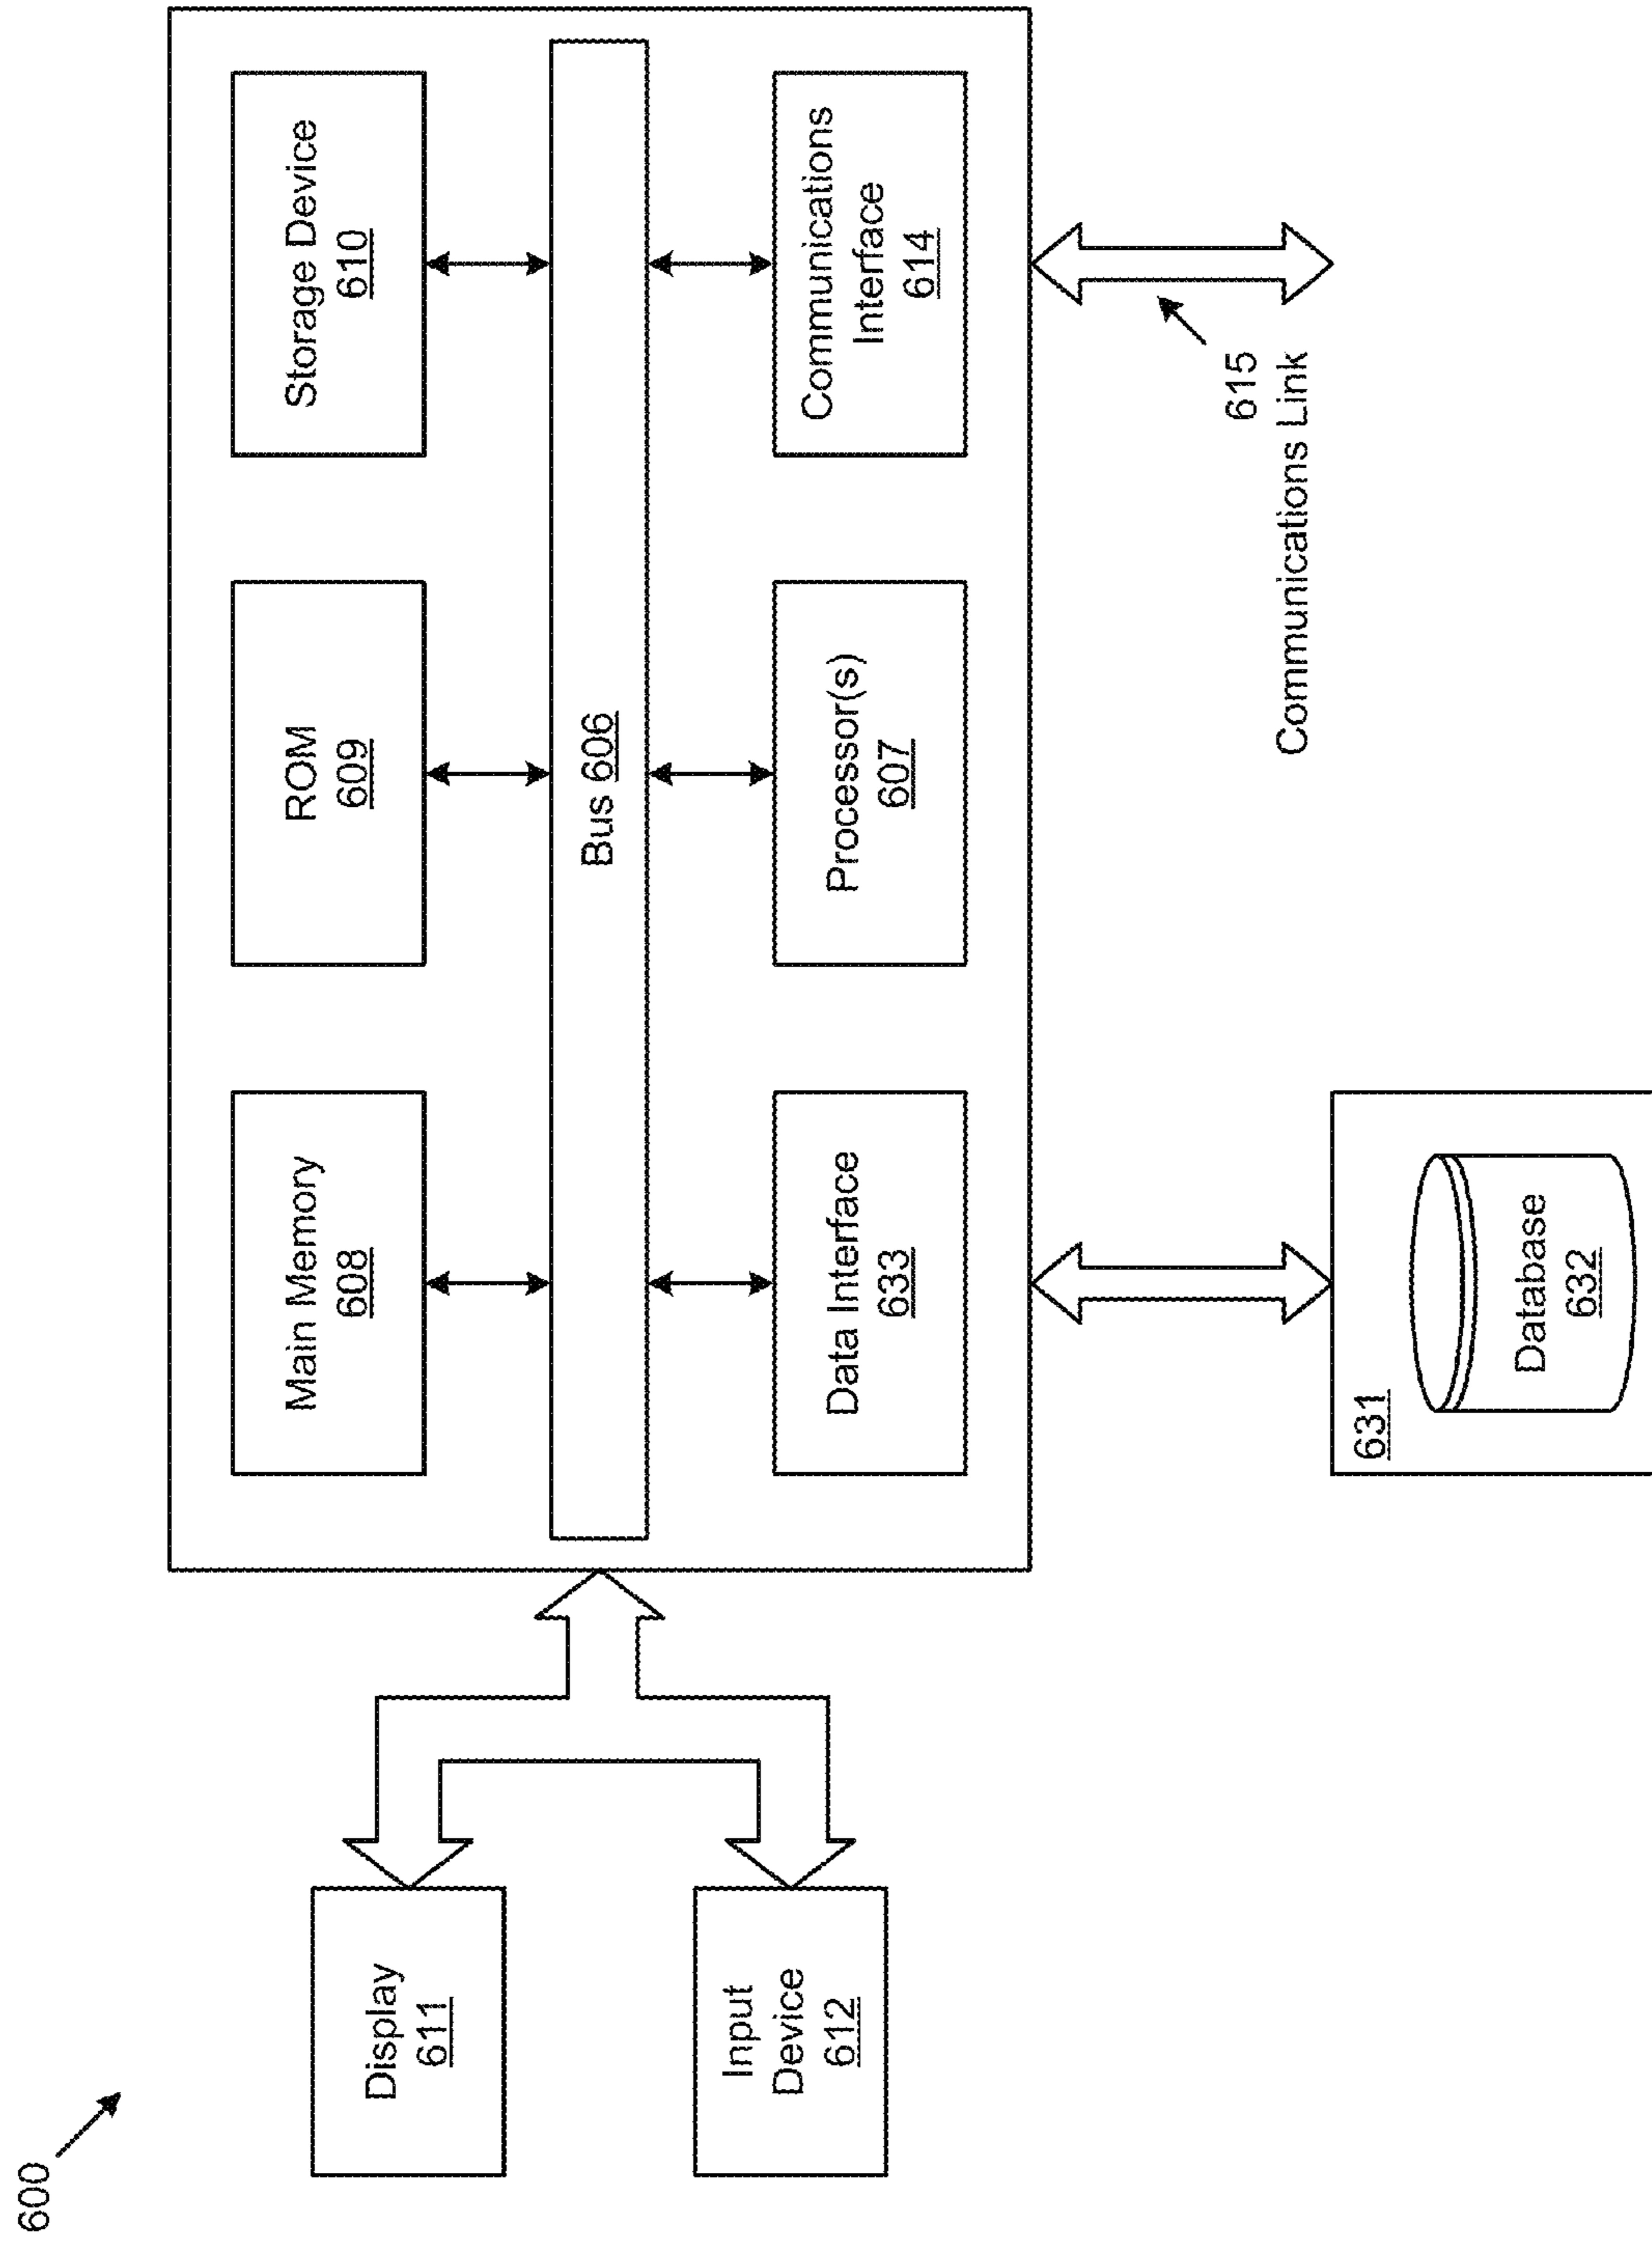 600
Display
611
Input
Device
612
Main Memory
608
ROM
609
Storage Device
610
Bus 606
Data Interface
633
Processor(s)
607
Communications
Interface
614
631
Database
632
615
Communications Link